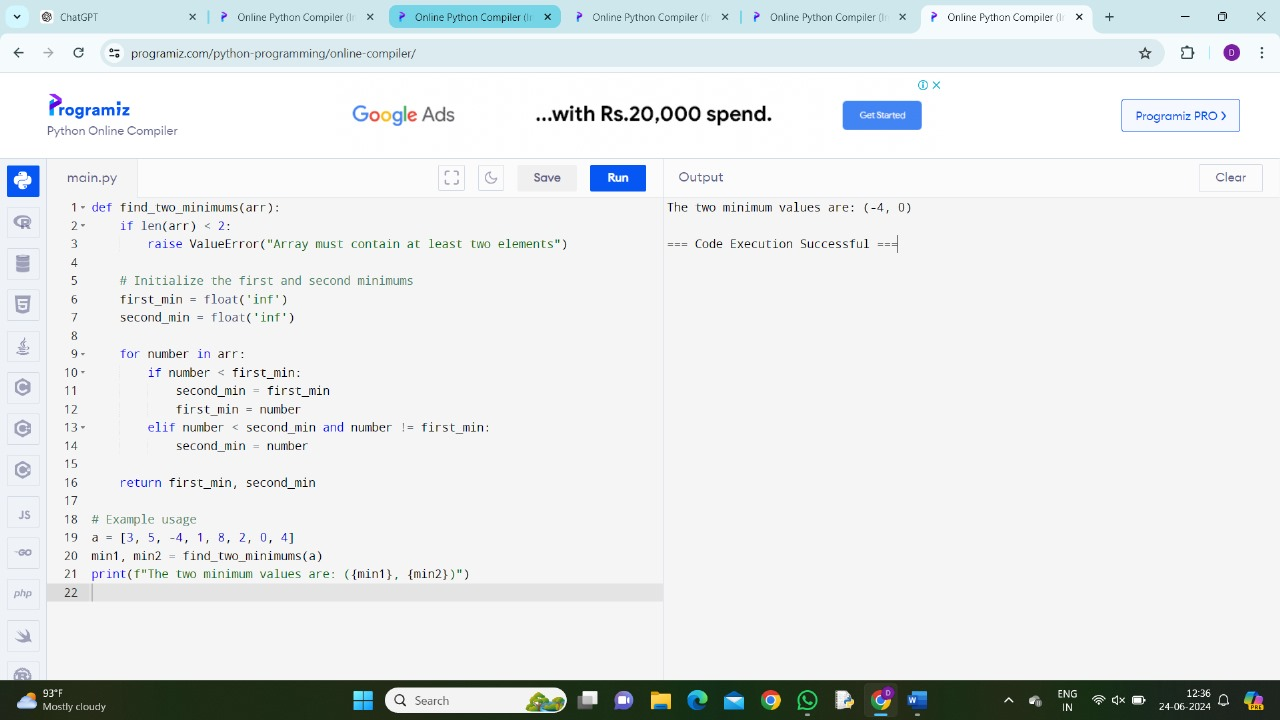 ChatGPT
Online Python Compiler (In
Online Python Compiler (In
Online Python Compiler (In
Online Python Compiler (In
Online Python Compiler (In
programiz.com/python-programming/online-compiler/
D
Programiz
Python Online Compiler
Google Ads
...with Rs.20,000 spend.
Get Started
Programiz PRO >
main.py
Save
Run
Output
Clear
1 def find_two_minimums(arr):
2 if len(arr) < 2:
3 raise ValueError("Array must contain at least two elements")
4
5 # Initialize the first and second minimums
6 first_min = float('inf')
7 second_min = float('inf')
8
9 for number in arr:
10 if number < first_min:
11 second_min = first_min
12 first_min = number
13 elif number < second_min and number != first_min:
14 second_min = number
15
16 return first_min, second_min
17
18 # Example usage
19 a = [3, 5, -4, 1, 8, 2, 0, 4]
20 min1, min2 = find_two_minimums(a)
21 print(f"The two minimum values are: ({min1}, {min2})")
22
The two minimum values are: (-4, 0)
=== Code Execution Successful ===
JS
GO
php
93°F
Mostly cloudy
Search
D
ENG
IN
12:36
24-06-2024
PRE